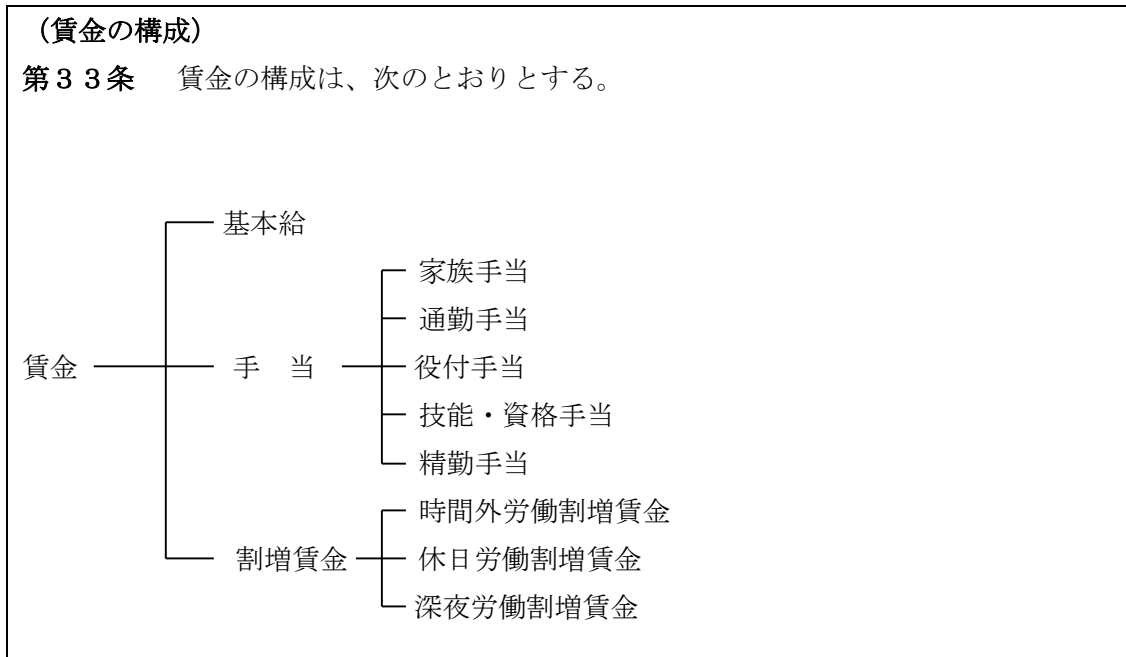 （賃金の構成）
第３３条　賃金の構成は、次のとおりとする。
基本給
家族手当
通勤手当
賃金　手　当　役付手当
技能・資格手当
精勤手当
時間外労働割増賃金
割増賃金　休日労働割増賃金
深夜労働割増賃金